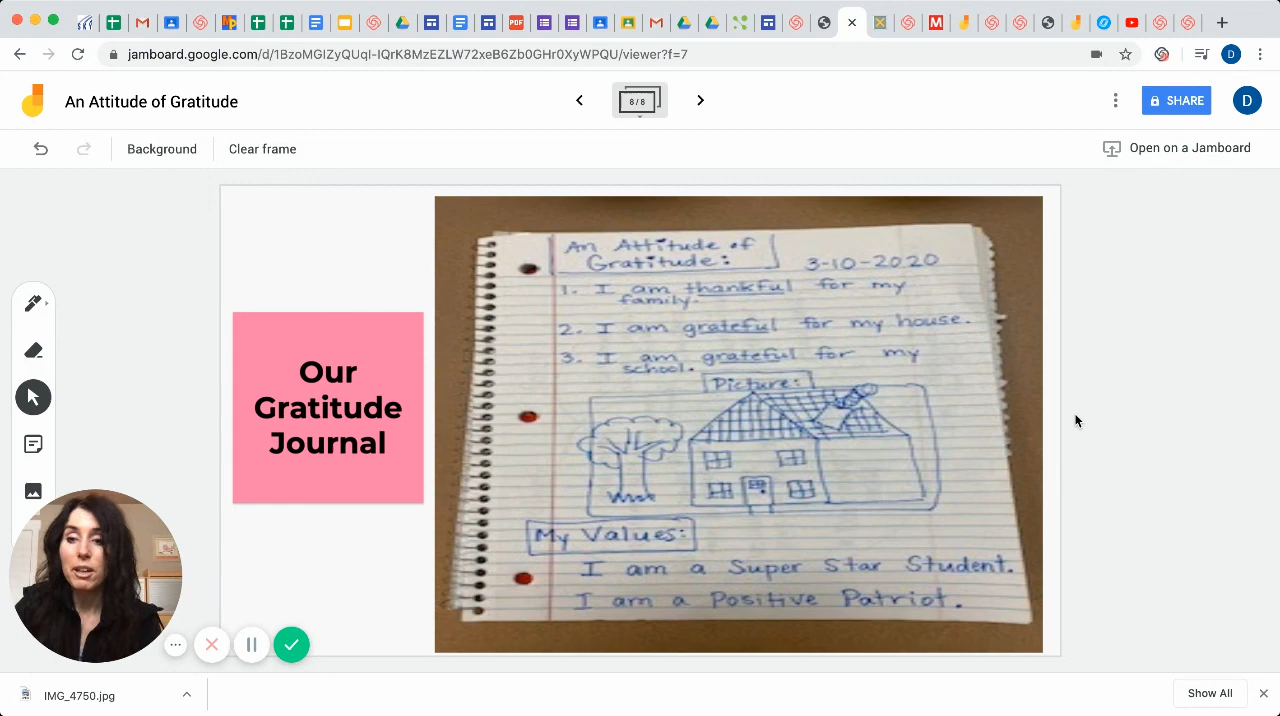 jamboard.google.com/d/1BzoMGIZyQUqI-IQrK8MzEZLW72xeB6Zb0GHr0XyWPQU/viewer?f=7
D
An Attitude of Gratitude
8 / 8
SHARE
D
Background
Clear frame
Open on a Jamboard
Our
Gratitude
Journal
An Attitude of
Gratitude:
3-10-2020
1. I am thankful for my
family.
2. I am grateful for my house.
3. I am grateful for my
school.
Picture:
My Values:
I am a Super Star Student.
I am a Positive Patriot.
IMG_4750.jpg
Show All